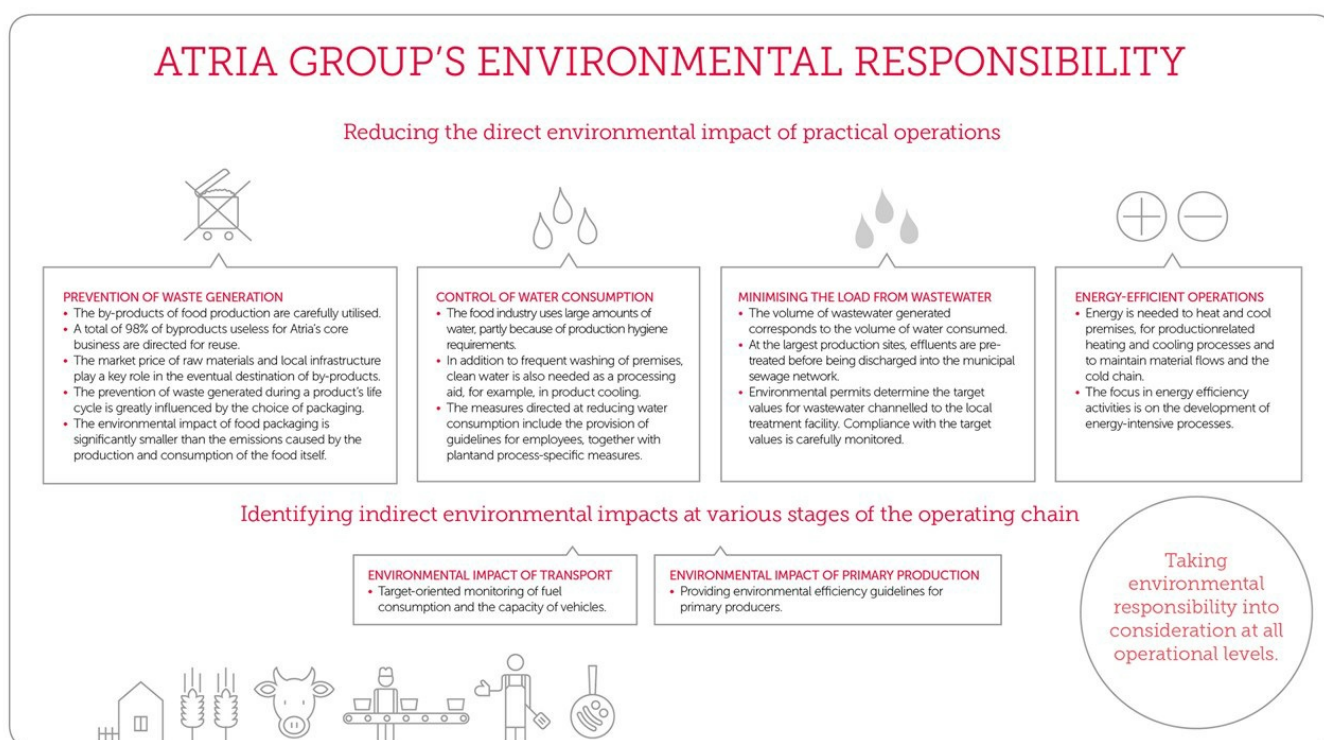 ATRIA GROUP'S ENVIRONMENTAL RESPONSIBILITY
Reducing the direct environmental impact of practical operations
PREVENTION OF WASTE GENERATION
• The by-products of food production are carefully utilised.
• A total of 98% of byproducts useless for Atria's core
business are directed for reuse.
• The market price of raw materials and local infrastructure
play a key role in the eventual destination of by-products.
• The prevention of waste generated during a product's life
cycle is greatly influenced by the choice of packaging.
• The environmental impact of food packaging is
significantly smaller than the emissions caused by the
production and consumption of the food itself.
CONTROL OF WATER CONSUMPTION
• The food industry uses large amounts of
water, partly because of production hygiene
requirements.
• In addition to frequent washing of premises,
clean water is also needed as a processing
aid, for example, in product cooling.
• The measures directed at reducing water
consumption include the provision of
guidelines for employees, together with
plantand process-specific measures.
MINIMISING THE LOAD FROM WASTEWATER
• The volume of wastewater generated
corresponds to the volume of water consumed.
• At the largest production sites, effluents are pre-
treated before being discharged into the municipal
sewage network.
• Environmental permits determine the target
values for wastewater channelled to the local
treatment facility. Compliance with the target
values is carefully monitored.
ENERGY-EFFICIENT OPERATIONS
• Energy is needed to heat and cool
premises, for productionrelated
heating and cooling processes and
to maintain material flows and the
cold chain.
• The focus in energy efficiency
activities is on the development of
energy-intensive processes.
Identifying indirect environmental impacts at various stages of the operating chain
ENVIRONMENTAL IMPACT OF TRANSPORT
• Target-oriented monitoring of fuel
consumption and the capacity of vehicles.
ENVIRONMENTAL IMPACT OF PRIMARY PRODUCTION
• Providing environmental efficiency guidelines for
primary producers.
Taking
environmental
responsibility into
consideration at all
operational levels.